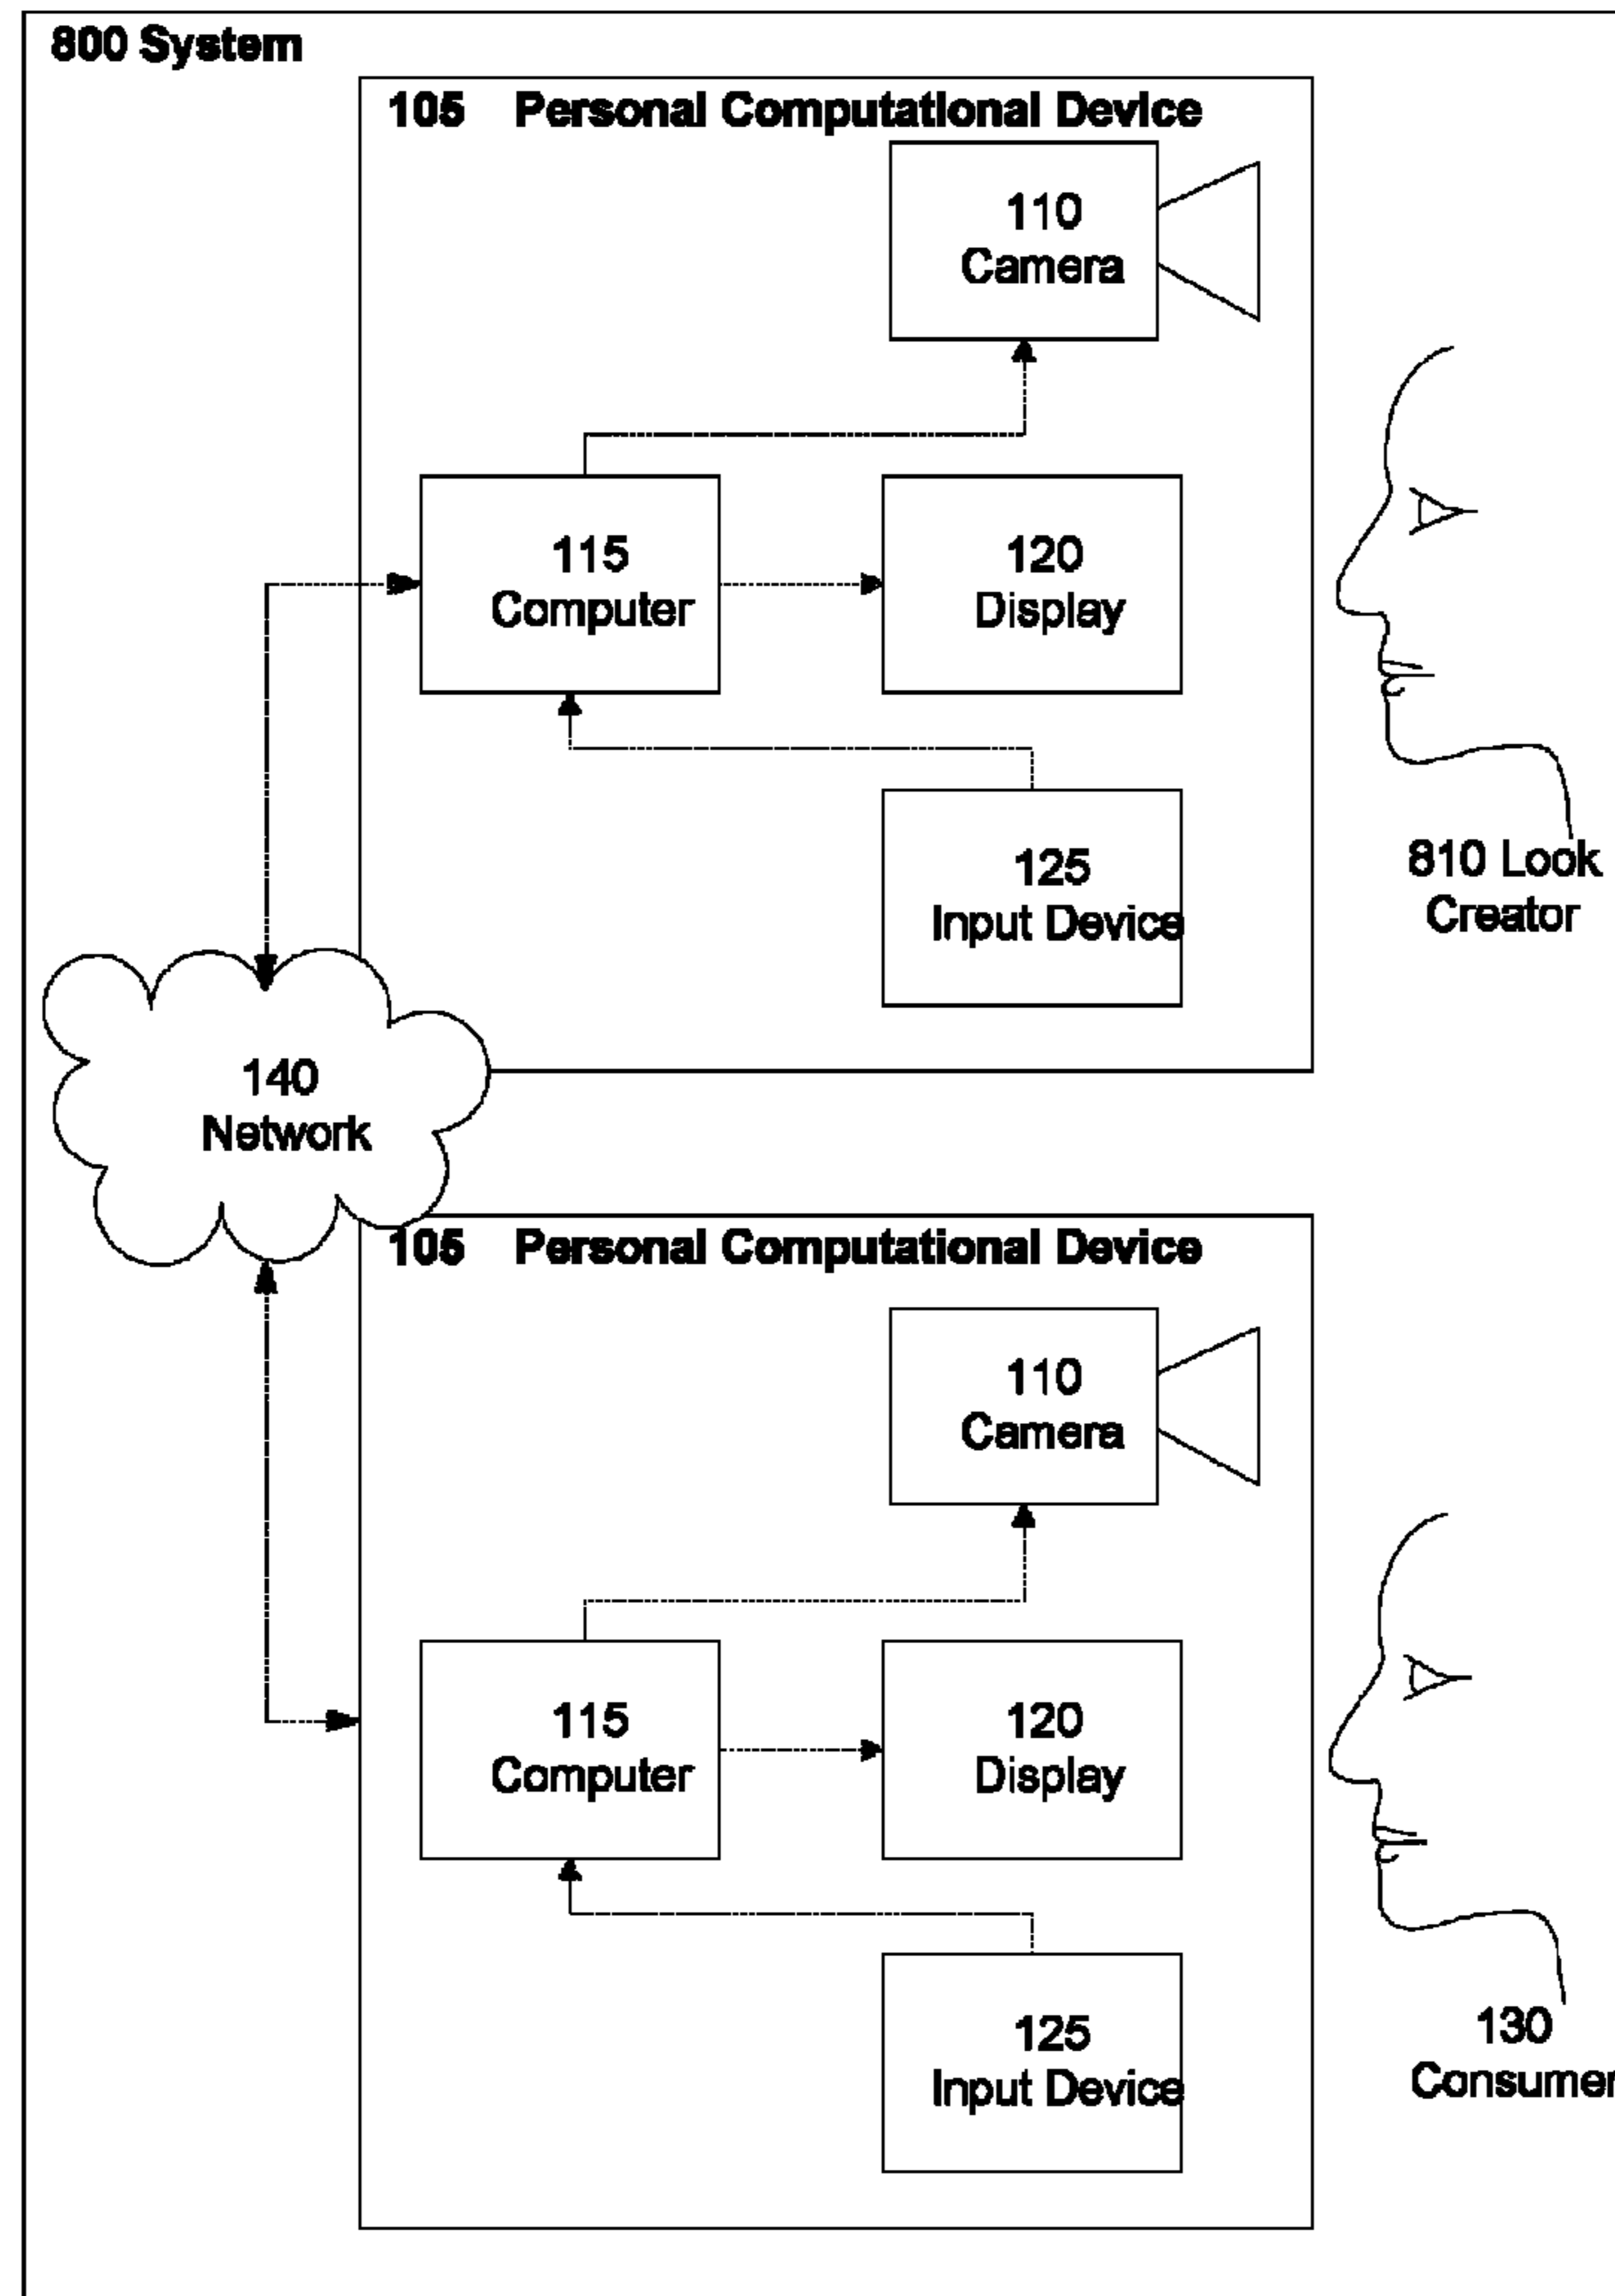 800 System
105 Personal Computational Device
110
Camera
115
Computer
120
Display
125
Input Device
810 Look
Creator
140
Network
105 Personal Computational Device
110
Camera
115
Computer
120
Display
125
Input Device
130
Consumer